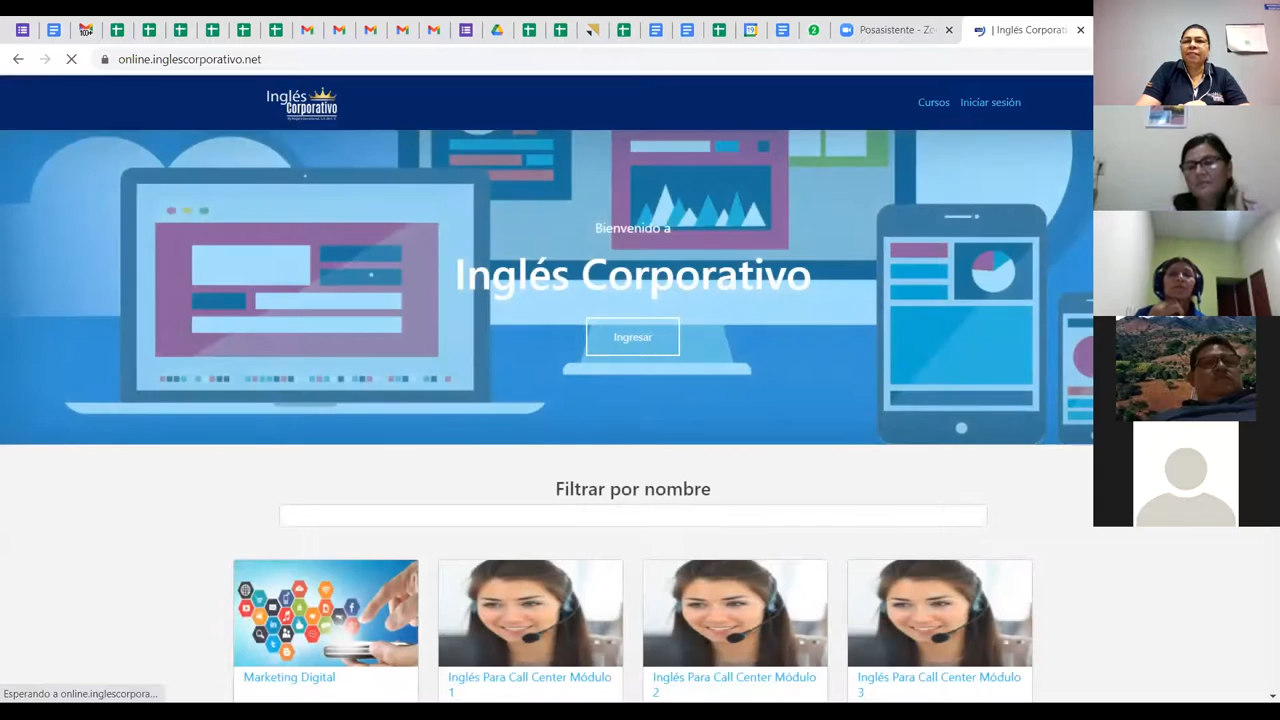 Posasistente - Zo
| Inglés Corporati
online.inglescorporativo.net
Inglés
Corporativo
Cursos
Iniciar sesión
Bienvenido a
Inglés Corporativo
Ingresar
Filtrar por nombre
Marketing Digital
Inglés Para Call Center Módulo
1
Inglés Para Call Center Módulo
2
Inglés Para Call Center Módulo
3
Esperando a online.inglescorpora...